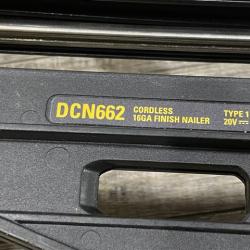 DCN662 CORDLESS TYPE 1
16GA FINISH NAILER 20V ⎓